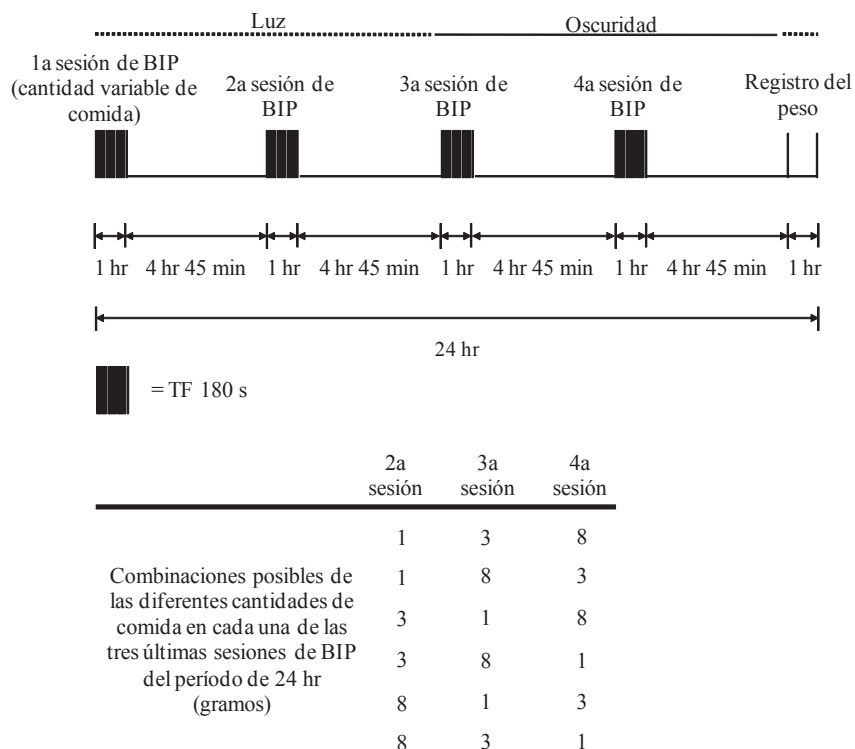 Luz
Oscuridad
1a sesión de BIP
(cantidad variable de
comida)
2a sesión de
BIP
3a sesión de
BIP
4a sesión de
BIP
Registro del
peso
1 hr 4 hr 45 min 1 hr 4 hr 45 min 1 hr 4 hr 45 min 1 hr 4 hr 45 min 1 hr
24 hr
= TF 180 s
2a
sesión
3a
sesión
4a
sesión
Combinaciones posibles de
las diferentes cantidades de
comida en cada una de las
tres últimas sesiones de BIP
del período de 24 hr
(gramos)
1 3 8
1 8 3
3 1 8
3 8 1
8 1 3
8 3 1